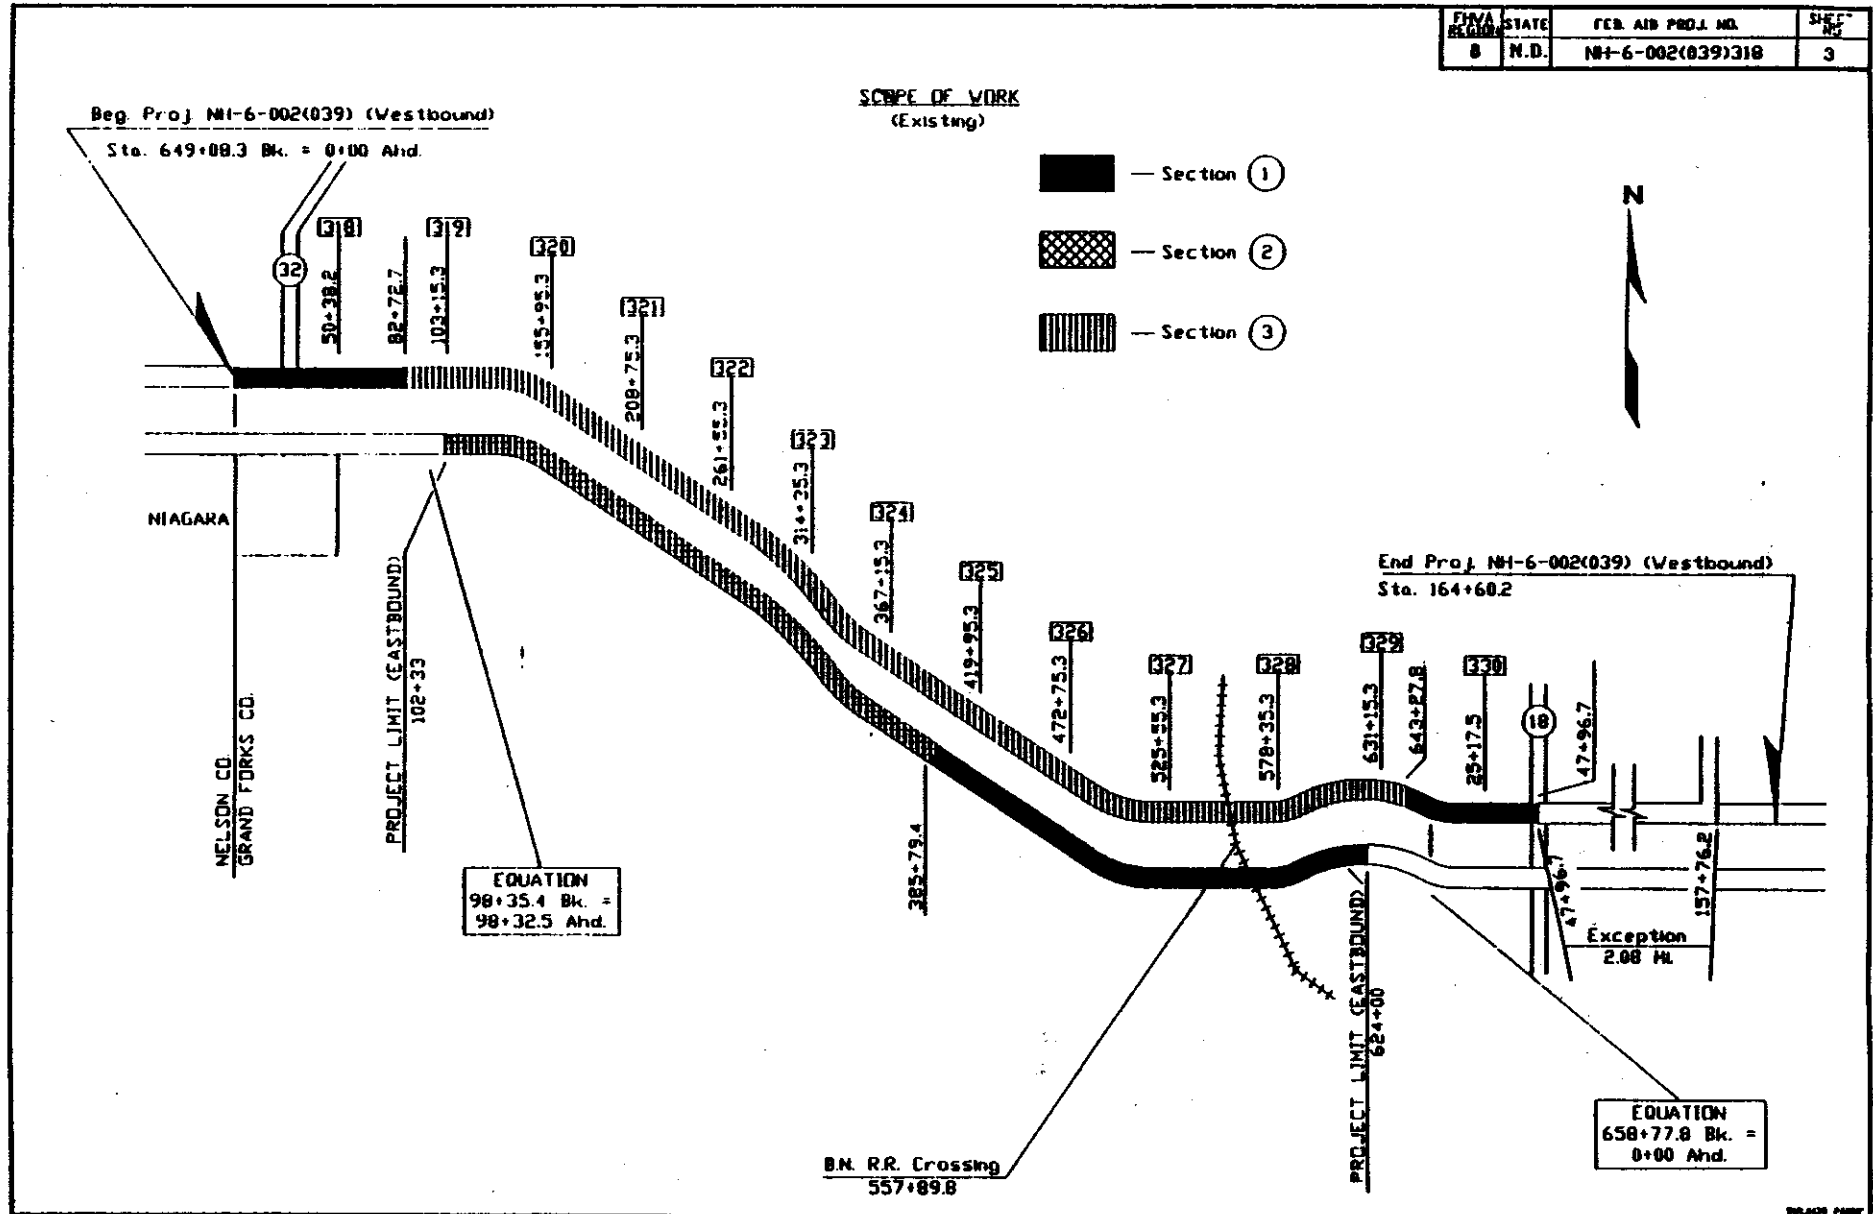 FHWA REGION
STATE
FED. AID PROJ. NO.
SHEET NO.
8
N.D.
NH-6-002(039)318
3
SCOPE OF WORK
(Existing)
Beg. Proj. NH-6-002(039) (Westbound)
Sta. 649+08.3 Bk. = 0+00 Ahd.
— Section 1
— Section 2
— Section 3
N
32
318
50+38.2
82+72.7
319
103+15.3
320
155+95.3
321
208+75.3
322
261+55.3
323
314+35.3
324
367+15.3
325
419+95.3
326
472+75.3
327
525+55.3
328
578+35.3
329
631+15.3
643+27.8
330
25+17.5
18
47+96.7
End Proj. NH-6-002(039) (Westbound)
Sta. 164+60.2
NIAGARA
NELSON CO.
GRAND FORKS CO.
PROJECT LIMIT (EASTBOUND)
102+33
EQUATION
98+35.4 Bk. =
98+32.5 Ahd.
385+79.4
47+96.7
157+76.2
Exception
2.08 Mi.
PROJECT LIMIT (EASTBOUND)
624+00
EQUATION
658+77.8 Bk. =
0+00 Ahd.
B.N. R.R. Crossing
557+89.8